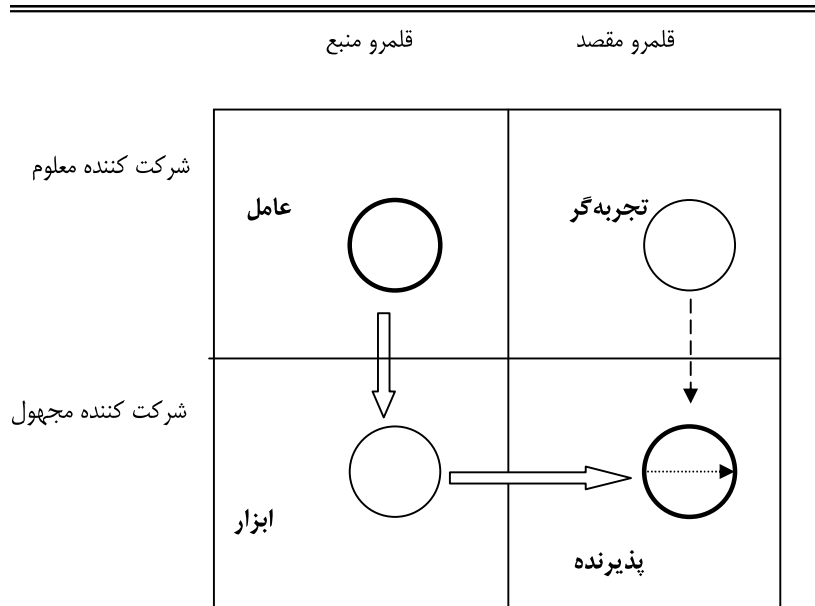 قلمرو مقصد
قلمرو منبع
شرکت کننده معلوم
تجربه‌گر
عامل
شرکت کننده مجهول
ابزار
پذیرنده